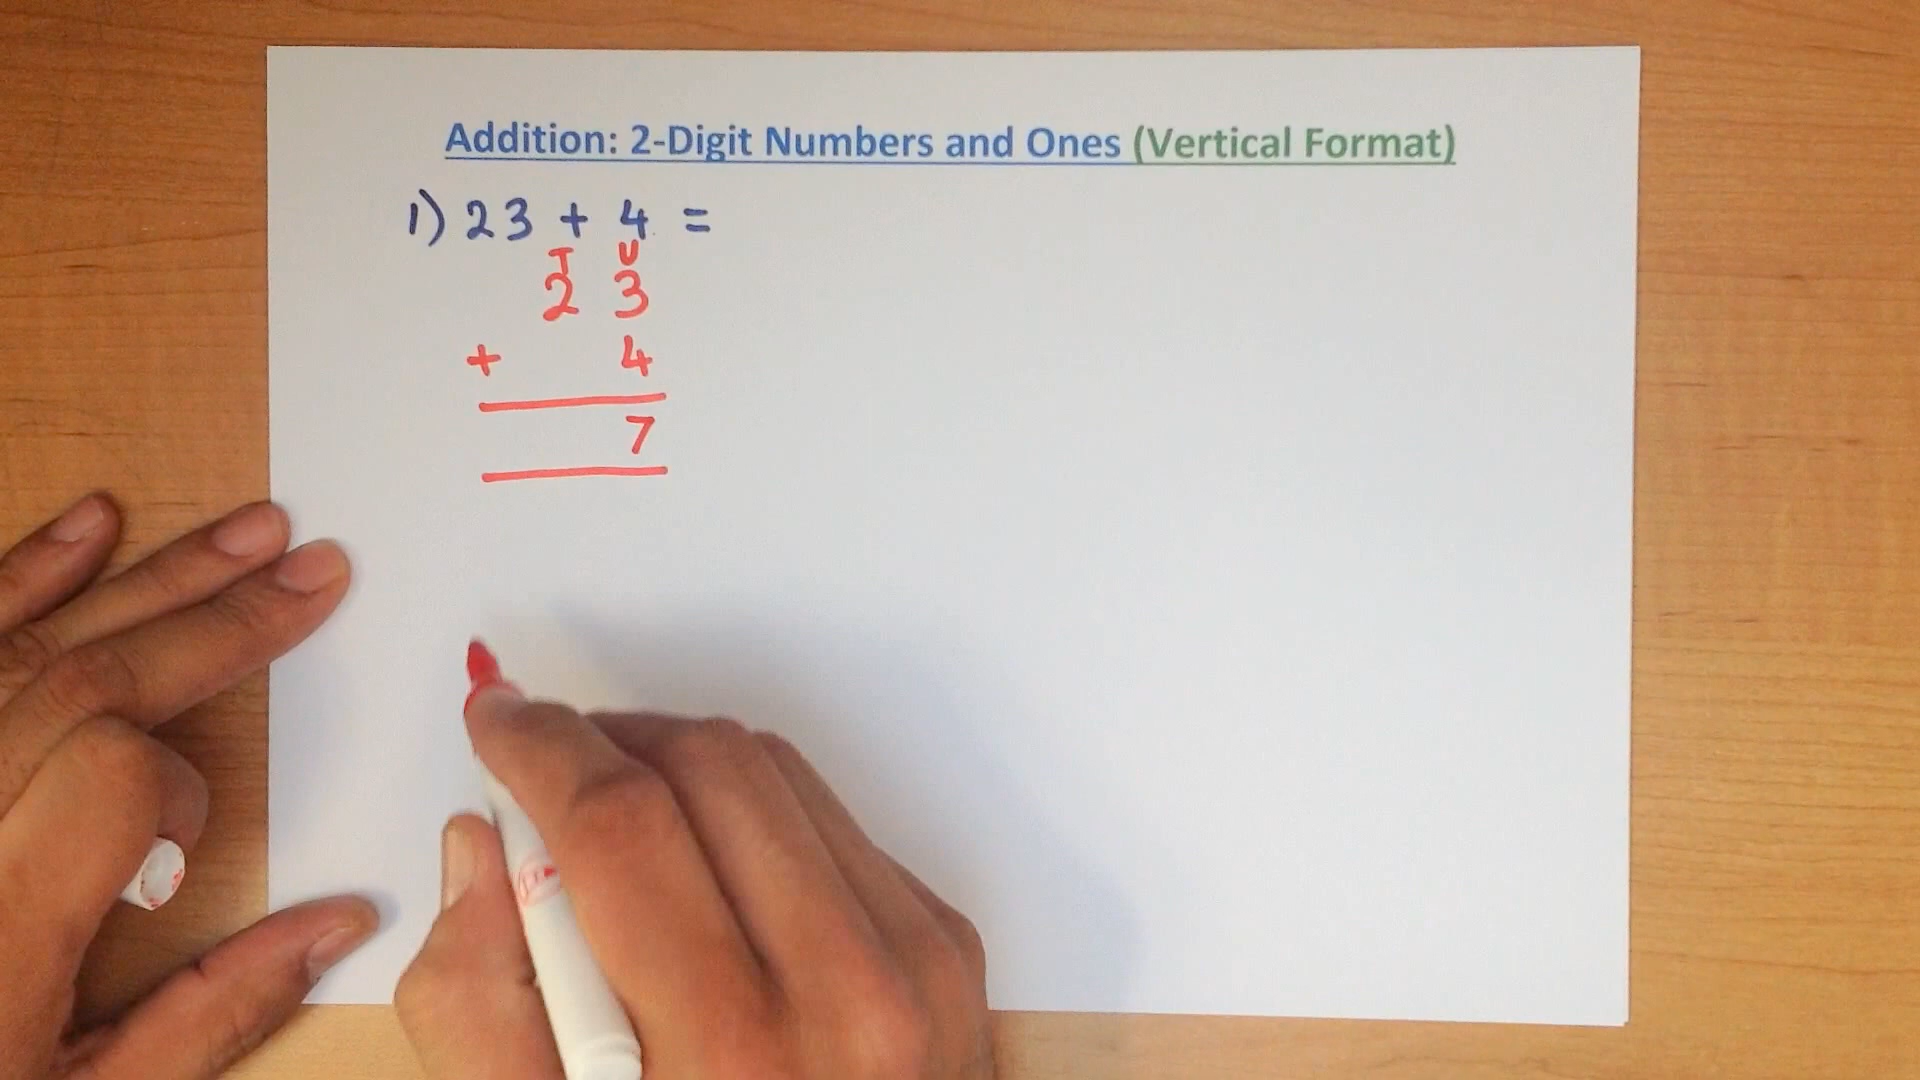 Addition: 2-Digit Numbers and Ones (Vertical Format)
1) 23 + 4 =
T U
2 3
+ 4
7